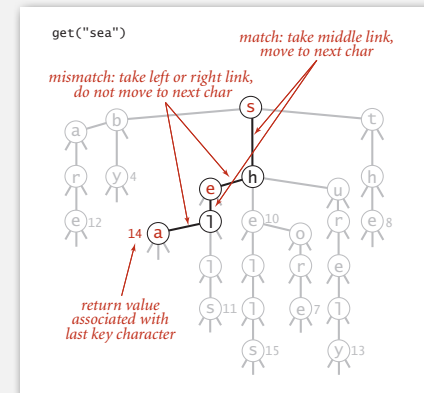 get("sea")
match: take middle link,
move to next char
mismatch: take left or right link,
do not move to next char
s
b
t
a
y 4
r
e 12
h
e
u
h
l
e 10
o
r
e 8
14 a
l
l
r
e
s 11
l
e 7
l
s 15
y 13
return value
associated with
last key character